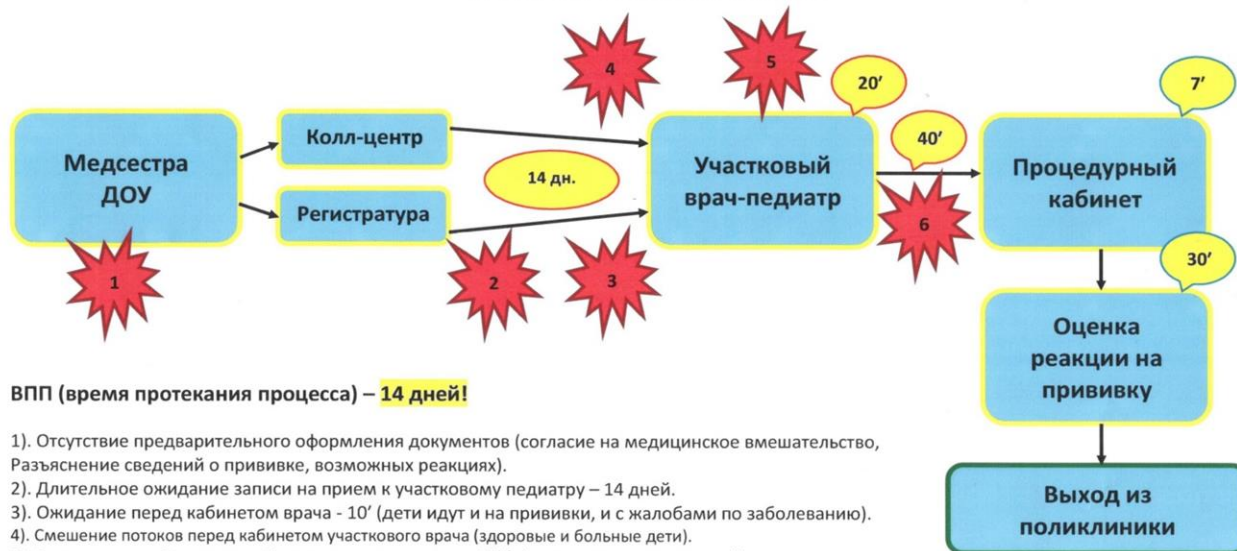 4
5
20′
7′
Медсестра
ДОУ
Колл-центр
Регистратура
14 дн.
Участковый
врач-педиатр
40′
Процедурный
кабинет
1
2
3
6
30′
Оценка
реакции на
прививку
Выход из
поликлиники
ВПП (время протекания процесса) – 14 дней!
1). Отсутствие предварительного оформления документов (согласие на медицинское вмешательство,
Разъяснение сведений о прививке, возможных реакциях).
2). Длительное ожидание записи на прием к участковому педиатру – 14 дней.
3). Ожидание перед кабинетом врача - 10′ (дети идут и на прививки, и с жалобами по заболеванию).
4). Смешение потоков перед кабинетом участкового врача (здоровые и больные дети).